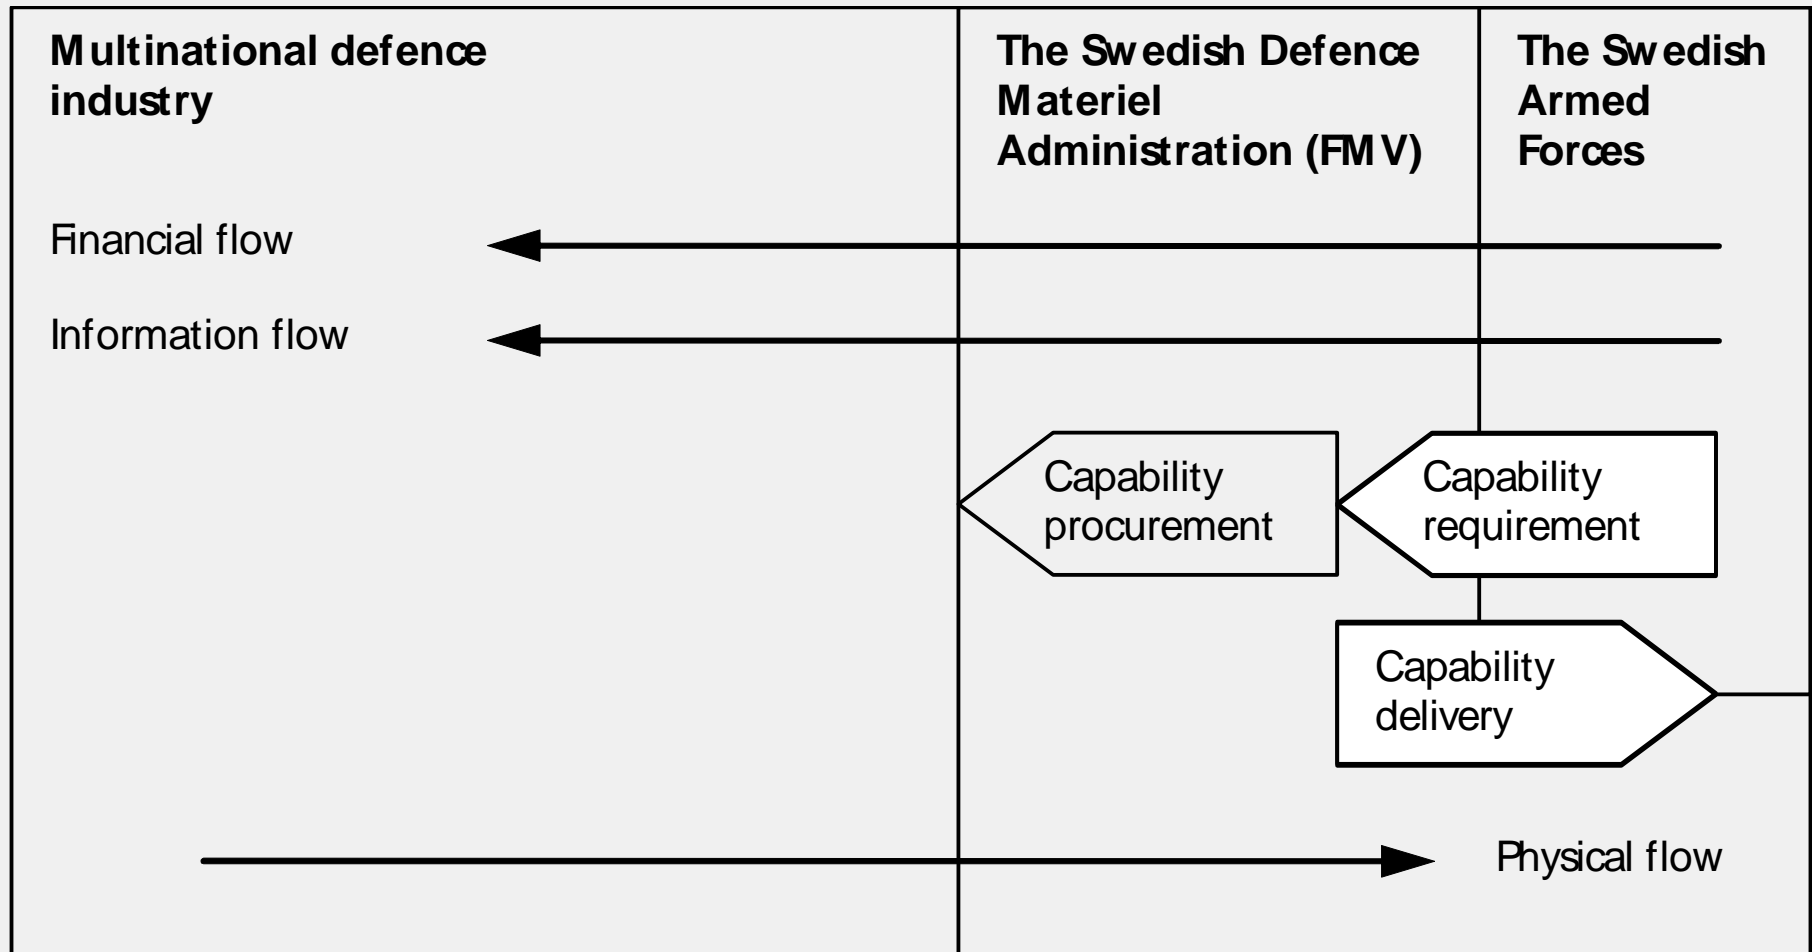 Multinational defence
industry
The Swedish Defence
Materiel
Administration (FMV)
The Swedish
Armed
Forces
Financial flow
Information flow
Capability
procurement
Capability
requirement
Capability
delivery
Physical flow